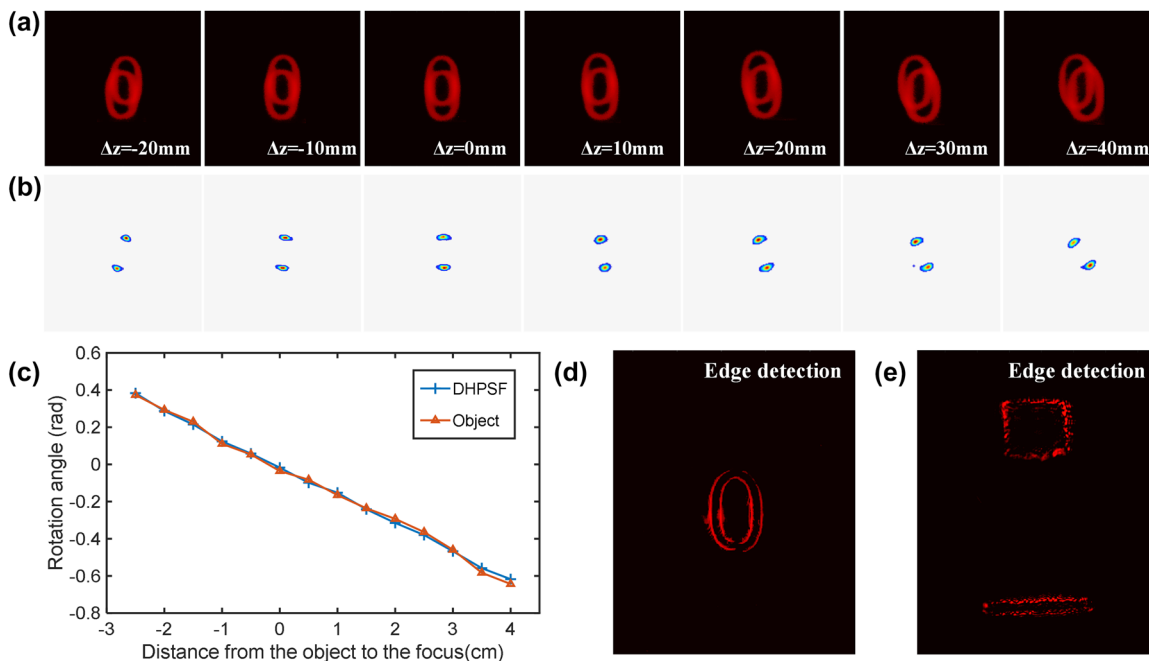 (a)
Δz=-20mm
Δz=-10mm
Δz=0mm
Δz=10mm
Δz=20mm
Δz=30mm
Δz=40mm
(b)
(c)
Rotation angle (rad)
0.6
0.4
0.2
0
-0.2
-0.4
-0.6
-0.8
DHPSF
Object
-3 -2 -1 0 1 2 3 4
Distance from the object to the focus(cm)
(d)
Edge detection
(e)
Edge detection